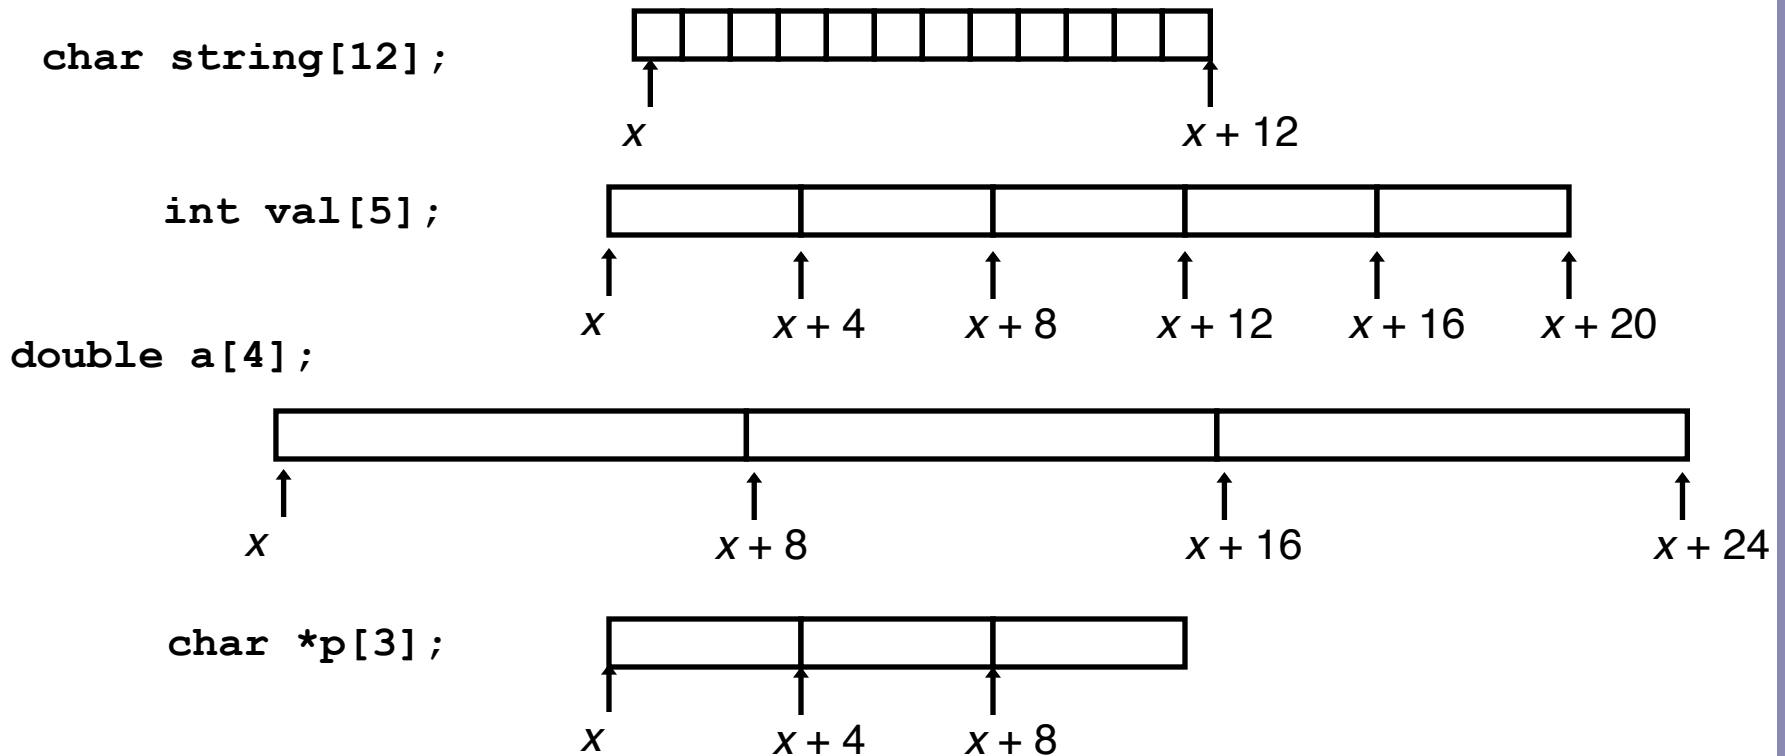 char string[12];
x x + 12
int val[5];
x x + 4 x + 8 x + 12 x + 16 x + 20
double a[4];
x x + 8 x + 16 x + 24
char *p[3];
x x + 4 x + 8